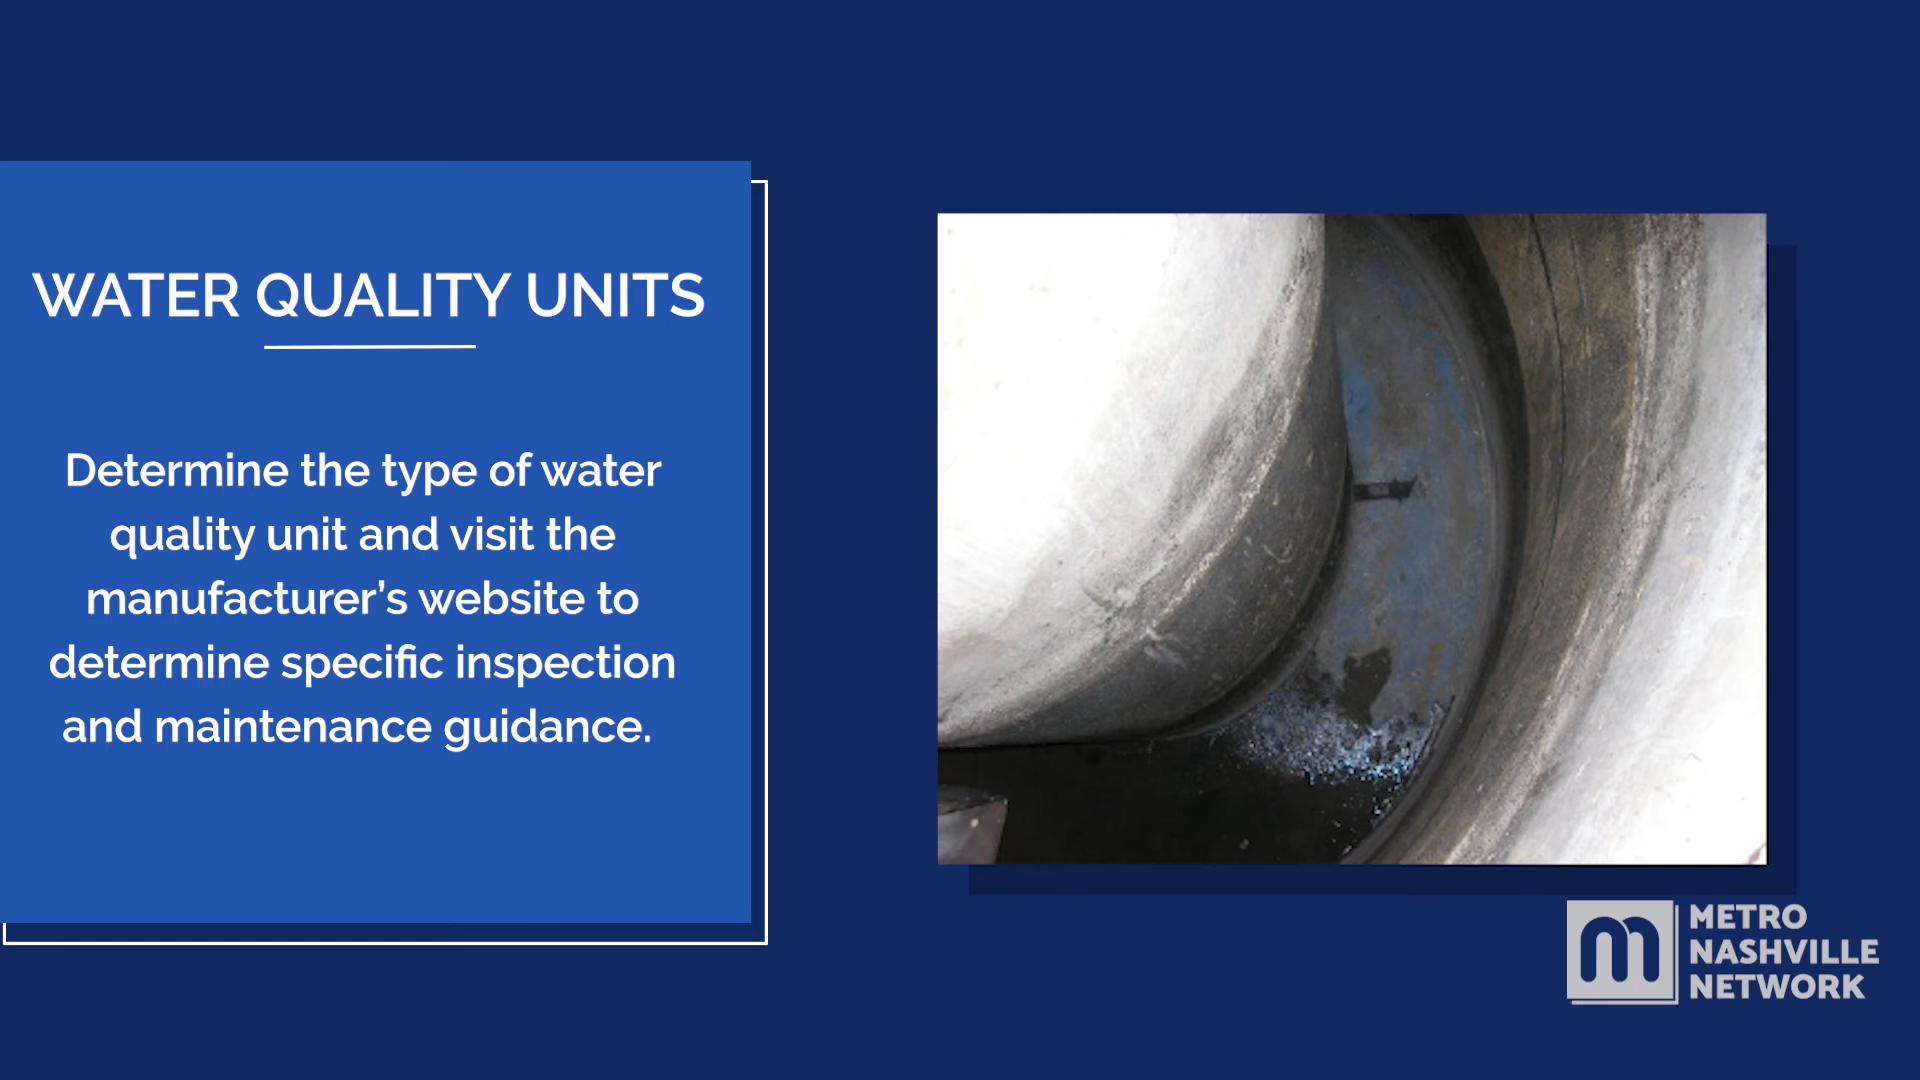 WATER QUALITY UNITS
Determine the type of water
quality unit and visit the
manufacturer’s website to
determine specific inspection
and maintenance guidance.
METRO
NASHVILLE
NETWORK